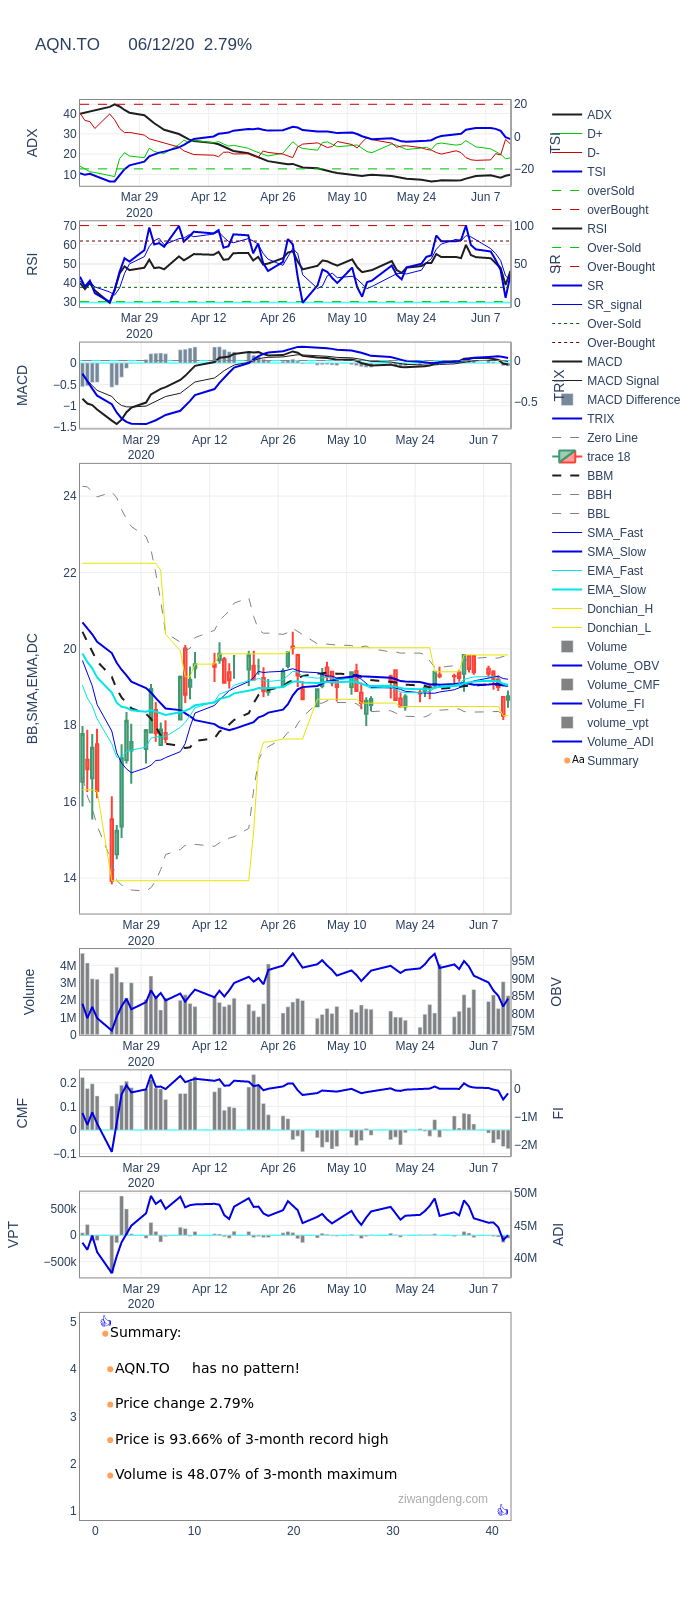 AQN.TO 06/12/20 2.79%
ADX
40
30
20
10
20
0
−20
TSI
Mar 29 Apr 12 Apr 26 May 10 May 24 Jun 7
2020
RSI
70
60
50
40
30
100
50
0
SR
Mar 29 Apr 12 Apr 26 May 10 May 24 Jun 7
2020
MACD
0
−0.5
−1
−1.5
0
−0.5
TRIX
Mar 29 Apr 12 Apr 26 May 10 May 24 Jun 7
2020
BB,SMA,EMA,DC
24
22
20
18
16
14
Mar 29 Apr 12 Apr 26 May 10 May 24 Jun 7
2020
Volume
4M
3M
2M
1M
0
95M
90M
85M
80M
75M
OBV
Mar 29 Apr 12 Apr 26 May 10 May 24 Jun 7
2020
CMF
0.2
0.1
0
−0.1
0
−1M
−2M
FI
Mar 29 Apr 12 Apr 26 May 10 May 24 Jun 7
2020
VPT
500k
0
−500k
50M
45M
40M
ADI
Mar 29 Apr 12 Apr 26 May 10 May 24 Jun 7
2020
5
4
3
2
1
👍
Summary:
AQN.TO has no pattern!
Price change 2.79%
Price is 93.66% of 3-month record high
Volume is 48.07% of 3-month maximum
ziwangdeng.com
👍
0 10 20 30 40
ADX
D+
D-
TSI
overSold
overBought
RSI
Over-Sold
Over-Bought
SR
SR_signal
Over-Sold
Over-Bought
MACD
MACD Signal
MACD Difference
TRIX
Zero Line
trace 18
BBM
BBH
BBL
SMA_Fast
SMA_Slow
EMA_Fast
EMA_Slow
Donchian_H
Donchian_L
Volume
Volume_OBV
Volume_CMF
Volume_FI
volume_vpt
Volume_ADI
Aa Summary